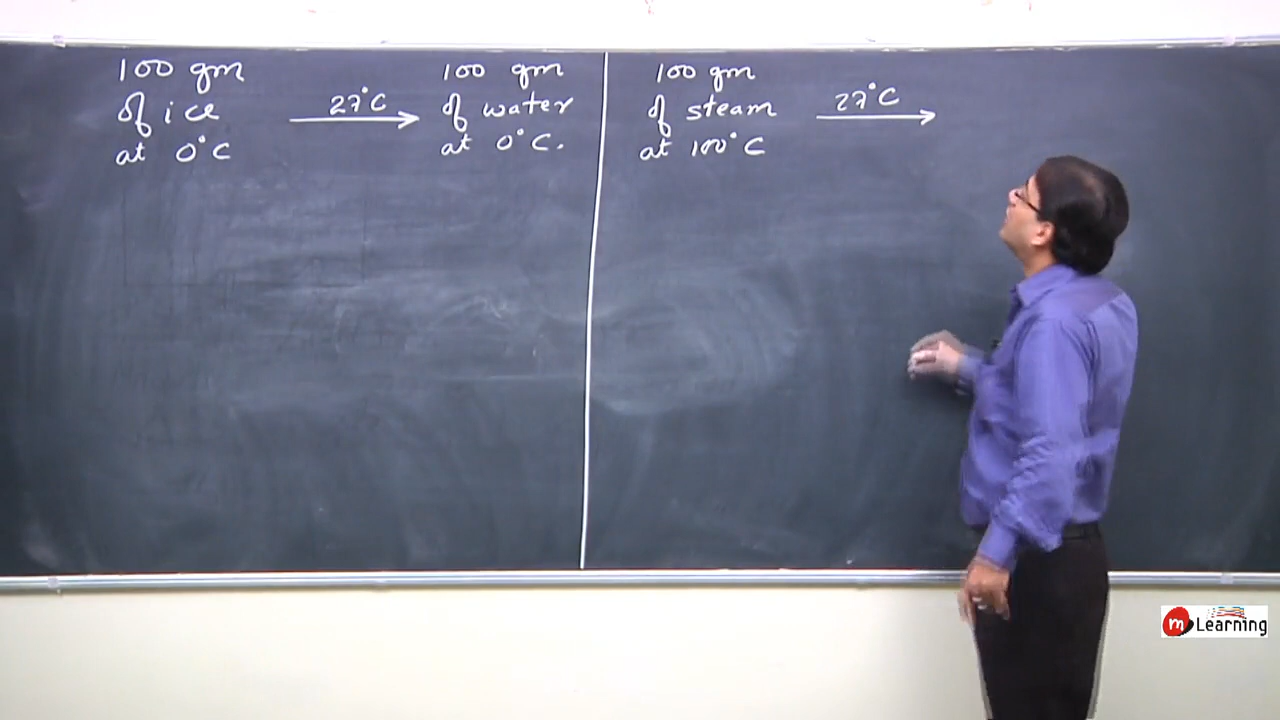 100 gm
of ice
at 0°C
27°C
100 gm
of water
at 0°C.
100 gm
of steam
at 100°C
27°C
m Learning